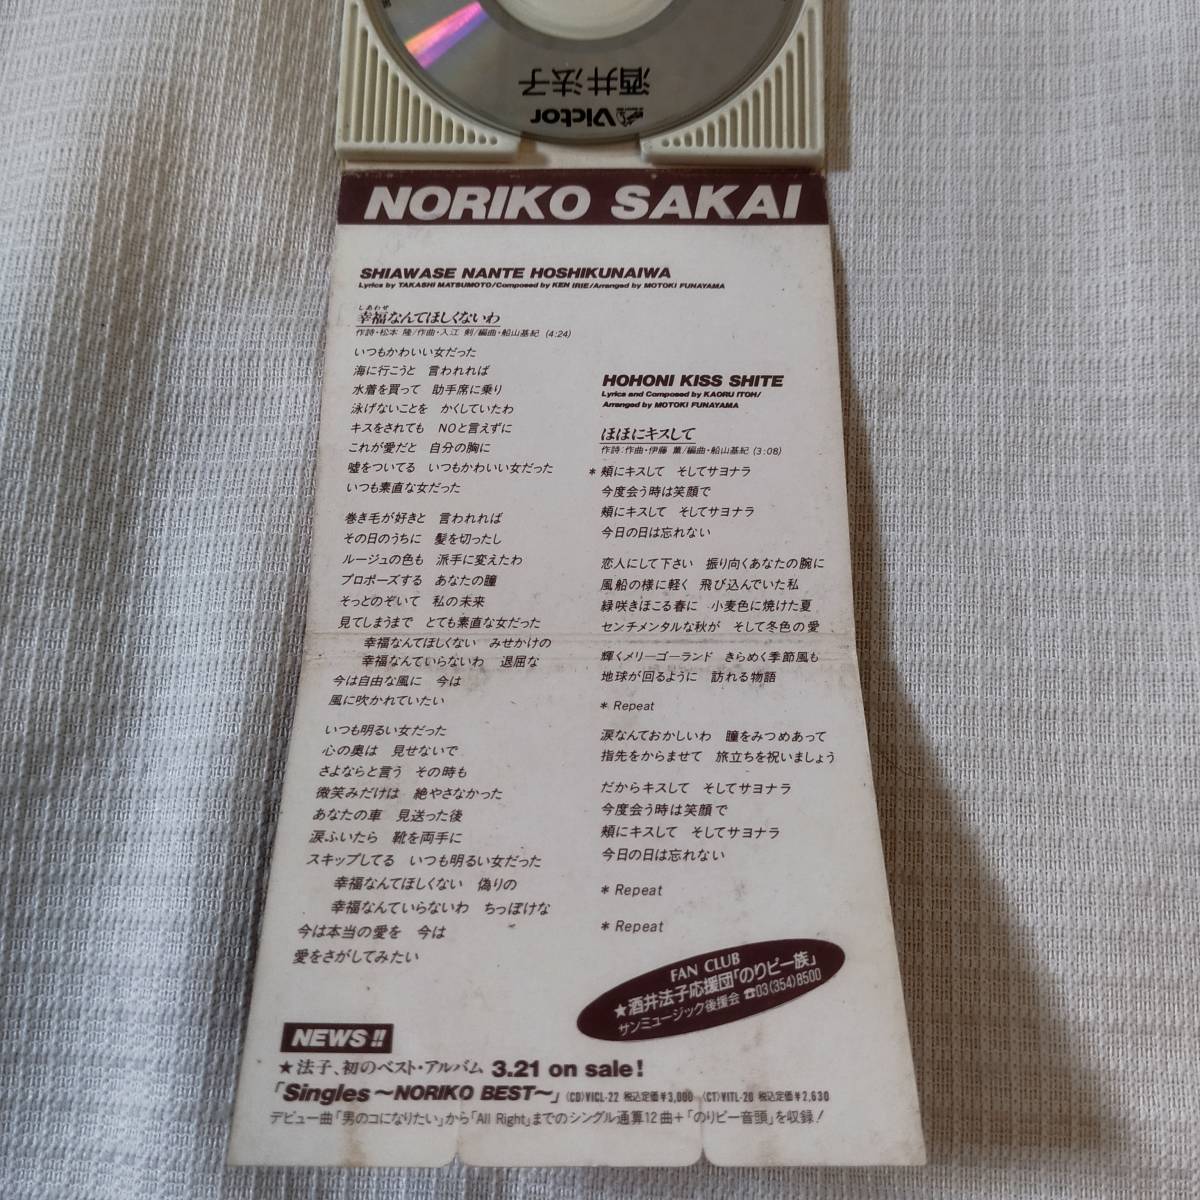 酒井法子
Victor
NORIKO SAKAI
SHIAWASE NANTE HOSHIKUNAIWA
Lyrics by TAKASHI MATSUMOTO/Composed by KEN IRIE/Arranged by MOTOKI FUNAYAMA
しあわせ
幸福なんてほしくないわ
作詩・松本 隆/作曲・入江 剣/編曲・船山基紀 (4:24)
いつもかわいい女だった
海に行こうと 言われれば
水着を買って 助手席に乗り
泳げないことを かくしていたわ
キスをされても NOと言えずに
これが愛だと 自分の胸に
嘘をついてる いつもかわいい女だった
いつも素直な女だった
巻き毛が好きと 言われれば
その日のうちに 髪を切ったし
ルージュの色も 派手に変えたわ
プロポーズする あなたの瞳
そっとのぞいて 私の未来
見てしまうまで とても素直な女だった
幸福なんてほしくない みせかけの
幸福なんていらないわ 退屈な
今は自由な風に 今は
風に吹かれていたい
いつも明るい女だった
心の奥は 見せないで
さよならと言う その時も
微笑みだけは 絶やさなかった
あなたの車 見送った後
涙ふいたら 靴を両手に
スキップしてる いつも明るい女だった
幸福なんてほしくない 偽りの
幸福なんていらないわ ちっぽけな
今は本当の愛を 今は
愛をさがしてみたい
HOHONI KISS SHITE
Lyrics and Composed by KAORU ITOH/
Arranged by MOTOKI FUNAYAMA
ほほにキスして
作詩・作曲・伊藤 薫/編曲・船山基紀 (3:08)
* 頬にキスして そしてサヨナラ
今度会う時は笑顔で
頬にキスして そしてサヨナラ
今日の日は忘れない
恋人にして下さい 振り向くあなたの腕に
風船の様に軽く 飛び込んでいた私
緑咲きほこる春に 小麦色に焼けた夏
センチメンタルな秋が そして冬色の愛
輝くメリーゴーランド きらめく季節風も
地球が回るように 訪れる物語
* Repeat
涙なんておかしいわ 瞳をみつめあって
指先をからませて 旅立ちを祝いましょう
だからキスして そしてサヨナラ
今度会う時は笑顔で
頬にキスして そしてサヨナラ
今日の日は忘れない
* Repeat
* Repeat
FAN CLUB
★酒井法子応援団「のりピー族」
サンミュージック後援会 ☎03(354)8500
NEWS!!
★法子、初のベスト・アルバム 3.21 on sale!
「Singles～NORIKO BEST～」(CD)VICL-22 税込定価¥3,000 (CT)VITL-20 税込定価¥2,630
デビュー曲「男のコになりたい」から「All Right」までのシングル通算12曲+「のりピー音頭」を収録!